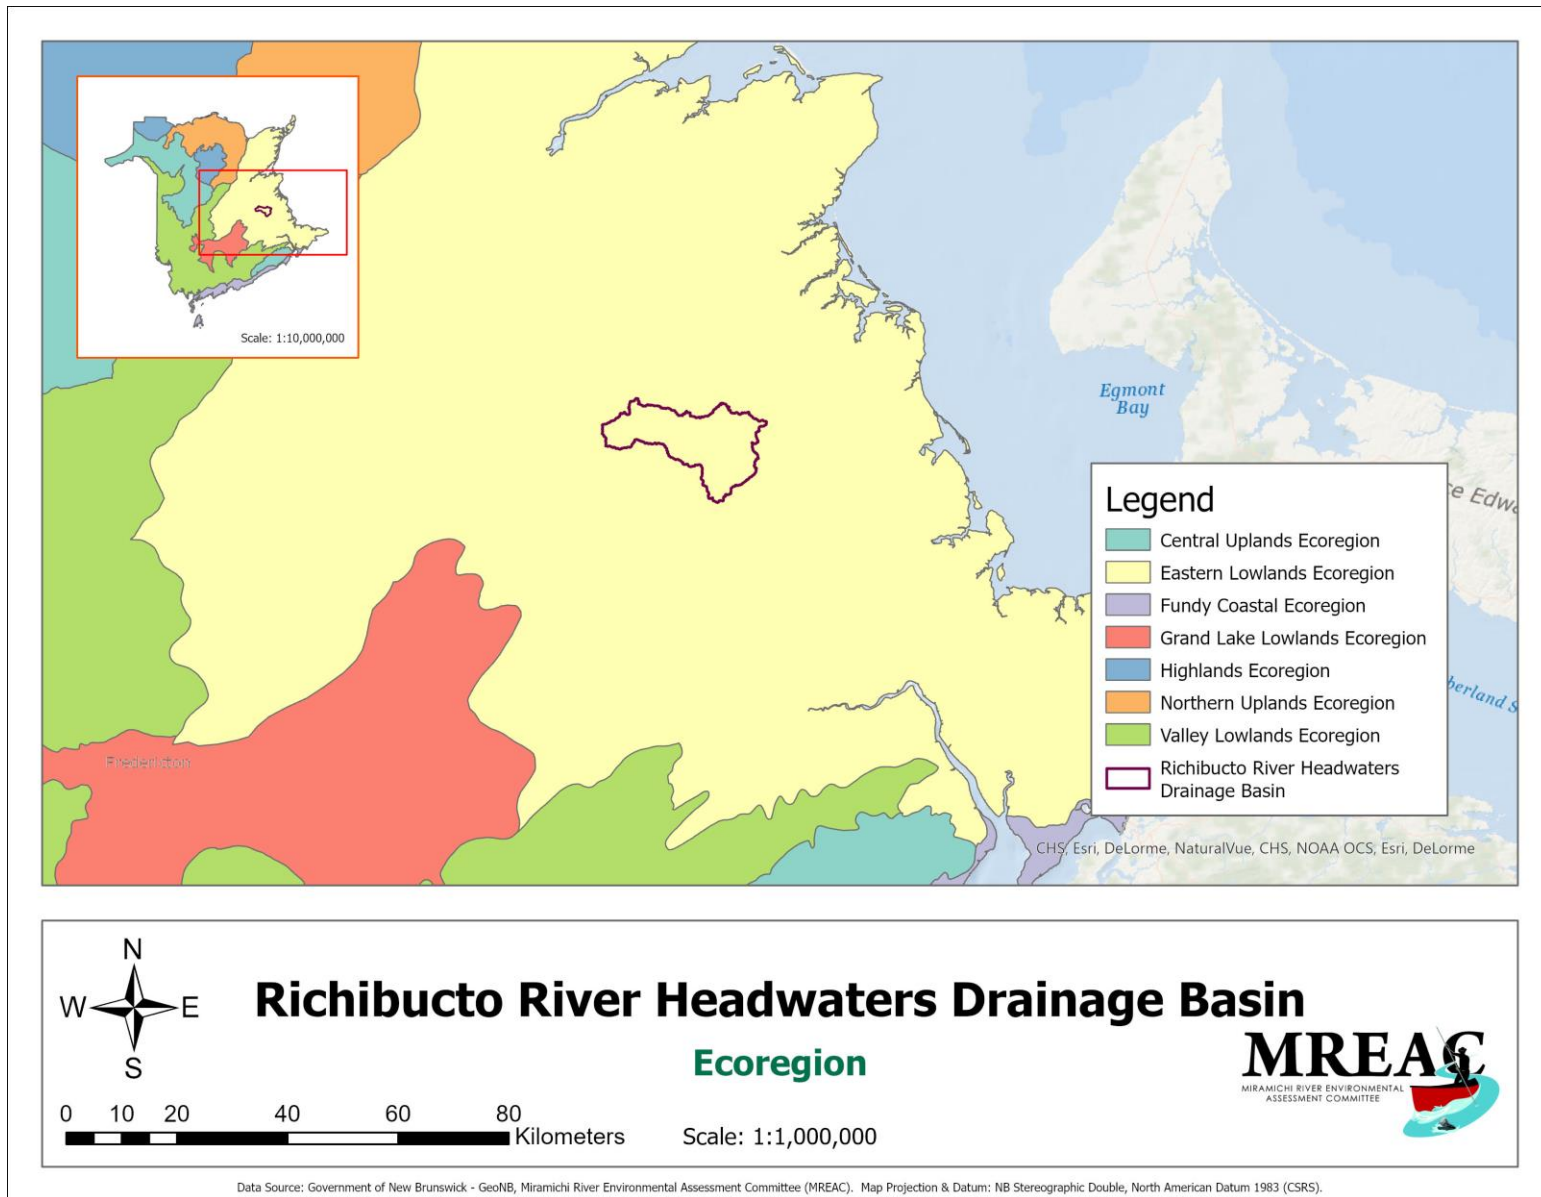 Scale: 1:10,000,000
Egmont
Bay
Legend
ce Edwa
Central Uplands Ecoregion
Eastern Lowlands Ecoregion
Fundy Coastal Ecoregion
Grand Lake Lowlands Ecoregion
Highlands Ecoregion
Northern Uplands Ecoregion
Valley Lowlands Ecoregion
Richibucto River Headwaters
Drainage Basin
berland S
Fredericton
CHS, Esri, DeLorme, NaturalVue, CHS, NOAA OCS, Esri, DeLorme
N
W E
S
Richibucto River Headwaters Drainage Basin
Ecoregion
MREAC
MIRAMICHI RIVER ENVIRONMENTAL
ASSESSMENT COMMITTEE
0 10 20 40 60 80
Kilometers
Scale: 1:1,000,000
Data Source: Government of New Brunswick - GeoNB, Miramichi River Environmental Assessment Committee (MREAC). Map Projection & Datum: NB Stereographic Double, North American Datum 1983 (CSRS).